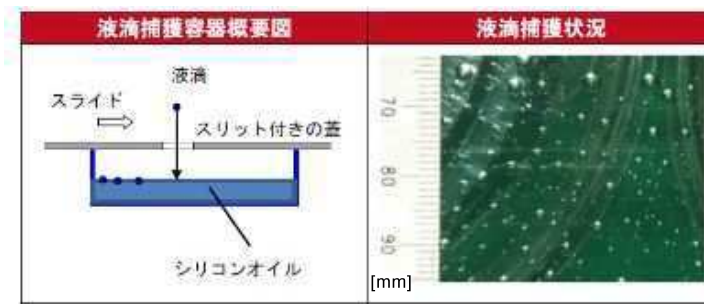 液滴捕獲容器概要図
液滴捕獲状況
液滴
スライド
スリット付きの蓋
シリコンオイル
70
80
90
[mm]